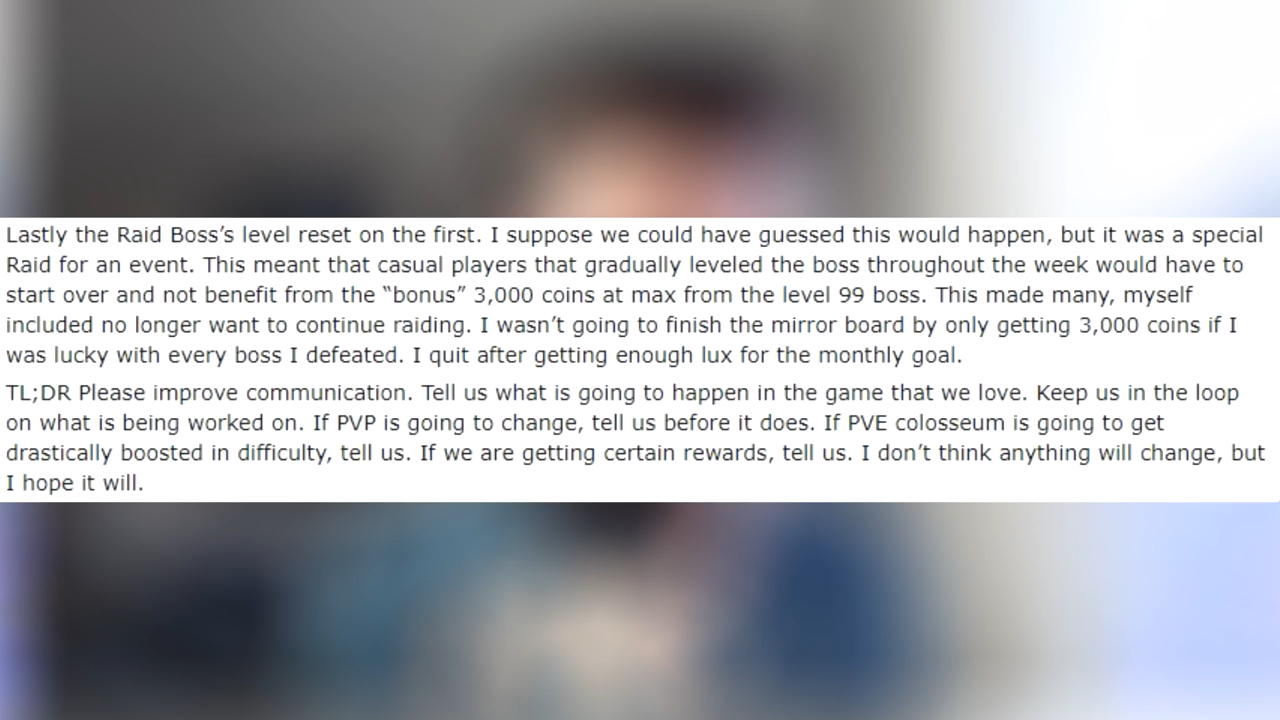 Lastly the Raid Boss’s level reset on the first. I suppose we could have guessed this would happen, but it was a special
Raid for an event. This meant that casual players that gradually leveled the boss throughout the week would have to
start over and not benefit from the “bonus” 3,000 coins at max from the level 99 boss. This made many, myself
included no longer want to continue raiding. I wasn’t going to finish the mirror board by only getting 3,000 coins if I
was lucky with every boss I defeated. I quit after getting enough lux for the monthly goal.
TL;DR Please improve communication. Tell us what is going to happen in the game that we love. Keep us in the loop
on what is being worked on. If PVP is going to change, tell us before it does. If PVE colosseum is going to get
drastically boosted in difficulty, tell us. If we are getting certain rewards, tell us. I don’t think anything will change, but
I hope it will.